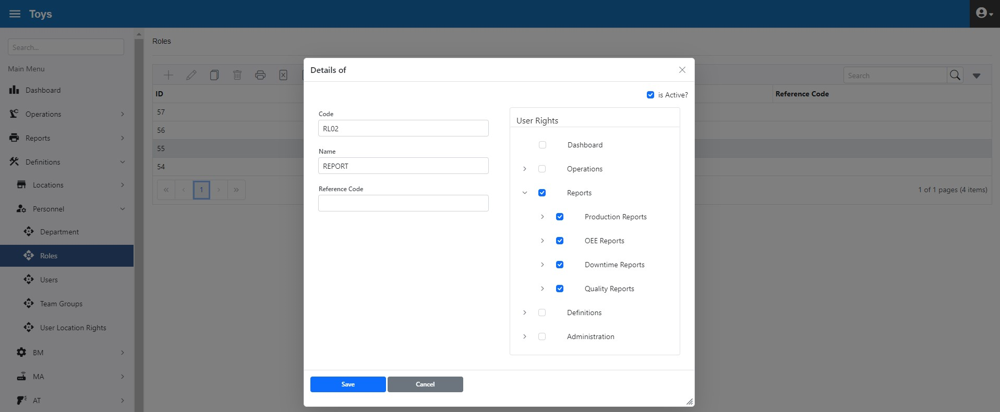 Toys
Search...
Main Menu
Dashboard
Operations
Reports
Definitions
Locations
Personnel
Department
Roles
Users
Team Groups
User Location Rights
BM
MA
AT
Roles
Search
ID
Reference Code
57
56
55
54
« ‹ 1 › »
1 of 1 pages (4 items)
Details of
is Active?
Code
RL02
Name
REPORT
Reference Code
User Rights
Dashboard
Operations
Reports
Production Reports
OEE Reports
Downtime Reports
Quality Reports
Definitions
Administration
Save
Cancel